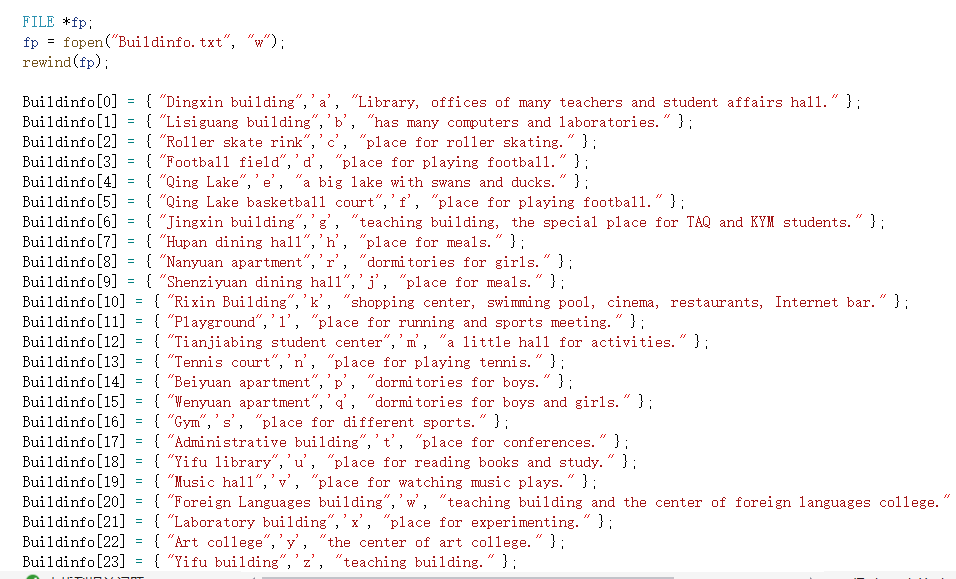 FILE *fp;
fp = fopen("Buildinfo.txt", "w");
rewind(fp);
Buildinfo[0] = { "Dingxin building",'a', "Library, offices of many teachers and student affairs hall." };
Buildinfo[1] = { "Lisiguang building",'b', "has many computers and laboratories." };
Buildinfo[2] = { "Roller skate rink",'c', "place for roller skating." };
Buildinfo[3] = { "Football field",'d', "place for playing football." };
Buildinfo[4] = { "Qing Lake",'e', "a big lake with swans and ducks." };
Buildinfo[5] = { "Qing Lake basketball court",'f', "place for playing football." };
Buildinfo[6] = { "Jingxin building",'g', "teaching building, the special place for TAQ and KYM students." };
Buildinfo[7] = { "Hupan dining hall",'h', "place for meals." };
Buildinfo[8] = { "Nanyuan apartment",'r', "dormitories for girls." };
Buildinfo[9] = { "Shenziyuan dining hall",'j', "place for meals." };
Buildinfo[10] = { "Rixin Building",'k', "shopping center, swimming pool, cinema, restaurants, Internet bar." };
Buildinfo[11] = { "Playground",'l', "place for running and sports meeting." };
Buildinfo[12] = { "Tianjiabing student center",'m', "a little hall for activities." };
Buildinfo[13] = { "Tennis court",'n', "place for playing tennis." };
Buildinfo[14] = { "Beiyuan apartment",'p', "dormitories for boys." };
Buildinfo[15] = { "Wenyuan apartment",'q', "dormitories for boys and girls." };
Buildinfo[16] = { "Gym",'s', "place for different sports." };
Buildinfo[17] = { "Administrative building",'t', "place for conferences." };
Buildinfo[18] = { "Yifu library",'u', "place for reading books and study." };
Buildinfo[19] = { "Music hall",'v', "place for watching music plays." };
Buildinfo[20] = { "Foreign Languages building",'w', "teaching building and the center of foreign languages college."
Buildinfo[21] = { "Laboratory building",'x', "place for experimenting." };
Buildinfo[22] = { "Art college",'y', "the center of art college." };
Buildinfo[23] = { "Yifu building",'z', "teaching building." };